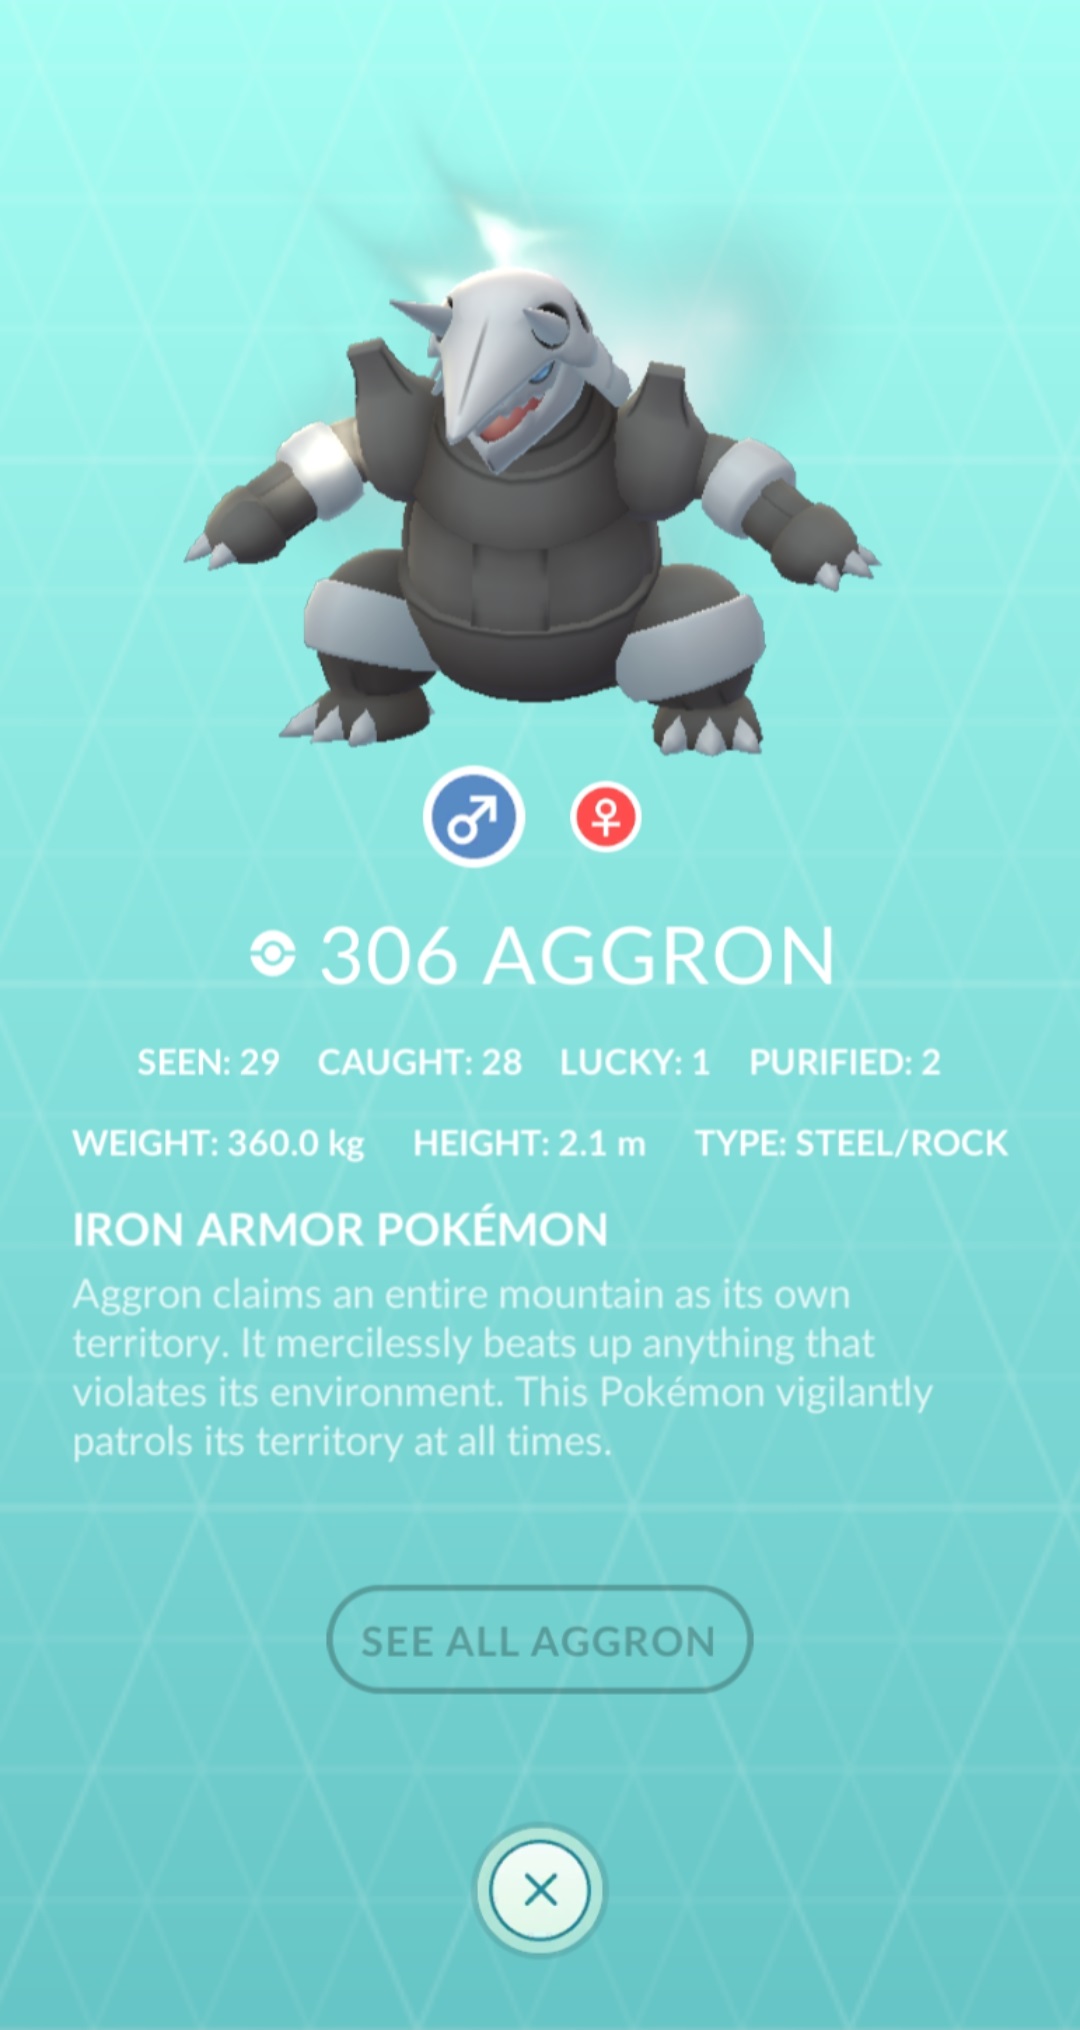 306 AGGRON
SEEN: 29 CAUGHT: 28 LUCKY: 1 PURIFIED: 2
WEIGHT: 360.0 kg HEIGHT: 2.1 m TYPE: STEEL/ROCK
IRON ARMOR POKÉMON
Aggron claims an entire mountain as its own
territory. It mercilessly beats up anything that
violates its environment. This Pokémon vigilantly
patrols its territory at all times.
SEE ALL AGGRON